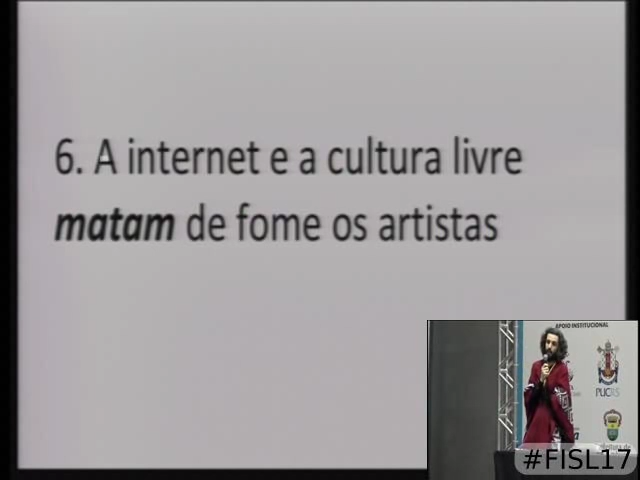 6. A internet e a cultura livre
matam de fome os artistas
APOIO INSTITUCIONAL
PUCRS
#FISL17